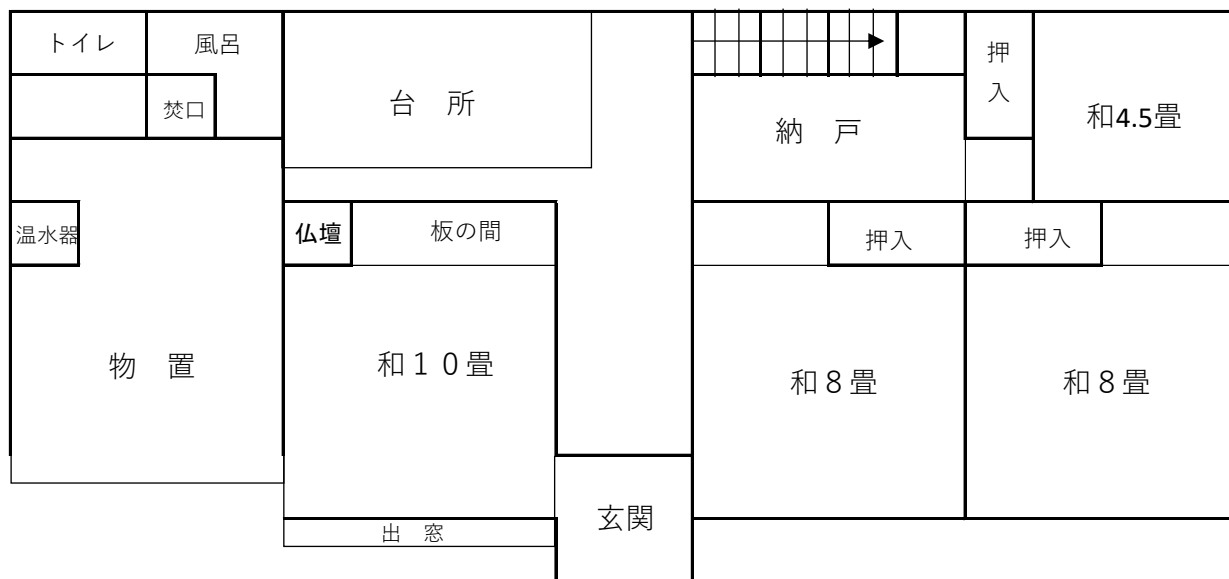 トイレ
風呂
焚口
台　所
押
入
納　戸
和4.5畳
温水器
仏壇
板の間
押入
押入
物　置
和１０畳
和８畳
和８畳
玄関
出　窓